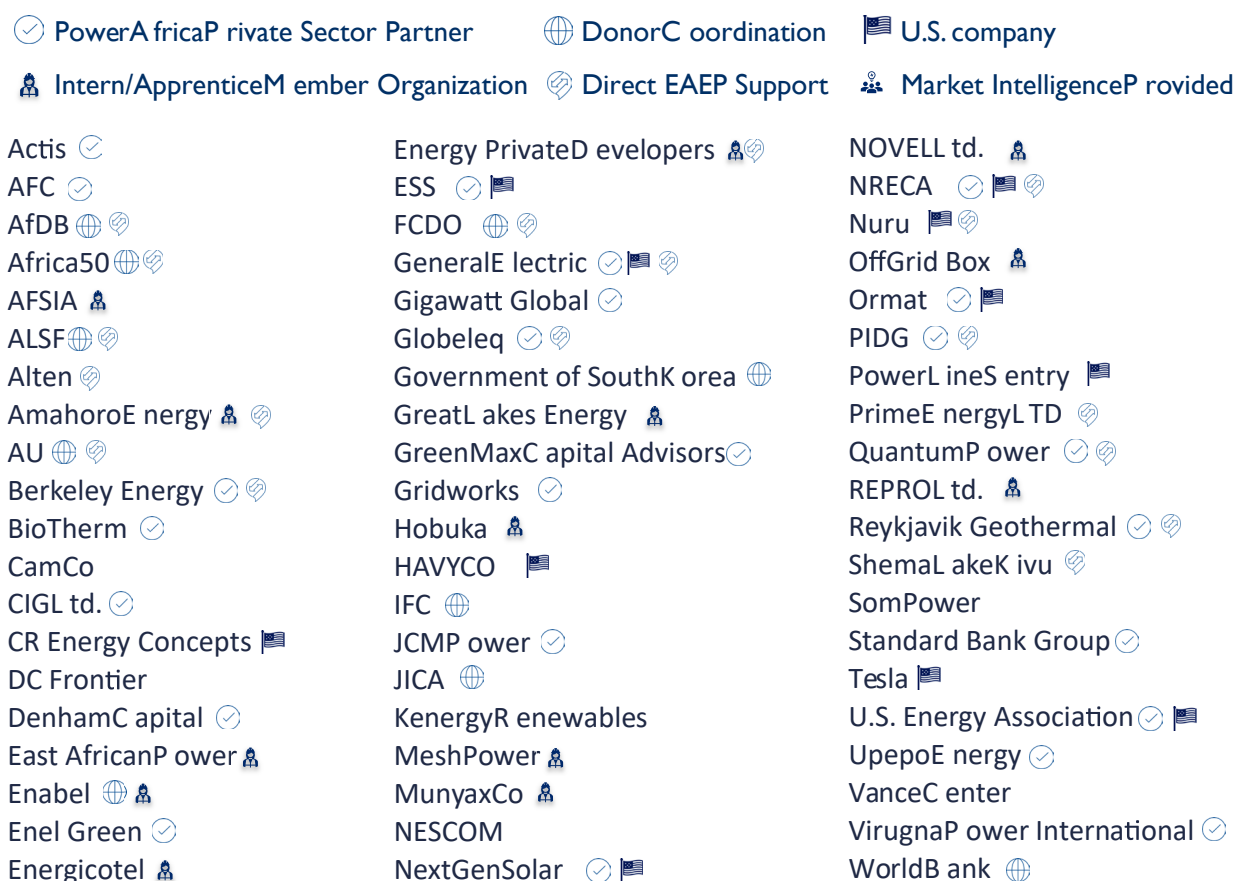 PowerA fricaP rivate Sector Partner
DonorC oordination
U.S. company
Intern/ApprenticeM ember Organization
Direct EAEP Support
Market IntelligenceP rovided
Actis
AFC
AfDB
Africa50
AFSIA
ALSF
Alten
AmahoroE nergy
AU
Berkeley Energy
BioTherm
CamCo
CIGL td.
CR Energy Concepts
DC Frontier
DenhamC apital
East AfricanP ower
Enabel
Enel Green
Energicotel
Energy PrivateD evelopers
ESS
FCDO
GeneralE lectric
Gigawatt Global
Globeleq
Government of SouthK orea
GreatL akes Energy
GreenMaxC apital Advisors
Gridworks
Hobuka
HAVYCO
IFC
JCMP ower
JICA
KenergyR enewables
MeshPower
MunyaxCo
NESCOM
NextGenSolar
NOVELL td.
NRECA
Nuru
OffGrid Box
Ormat
PIDG
PowerL ineS entry
PrimeE nergyL TD
QuantumP ower
REPROL td.
Reykjavik Geothermal
ShemaL akeK ivu
SomPower
Standard Bank Group
Tesla
U.S. Energy Association
UpepoE nergy
VanceC enter
VirugnaP ower International
WorldB ank